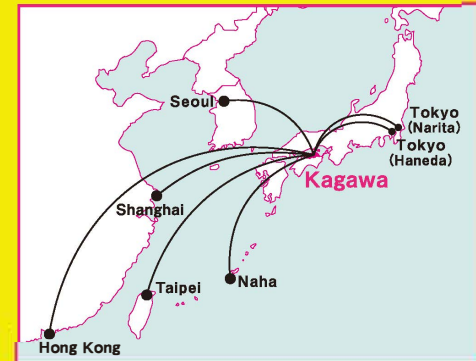 Seoul
Tokyo
(Narita)
Tokyo
(Haneda)
Kagawa
Shanghai
Taipei
Naha
Hong Kong